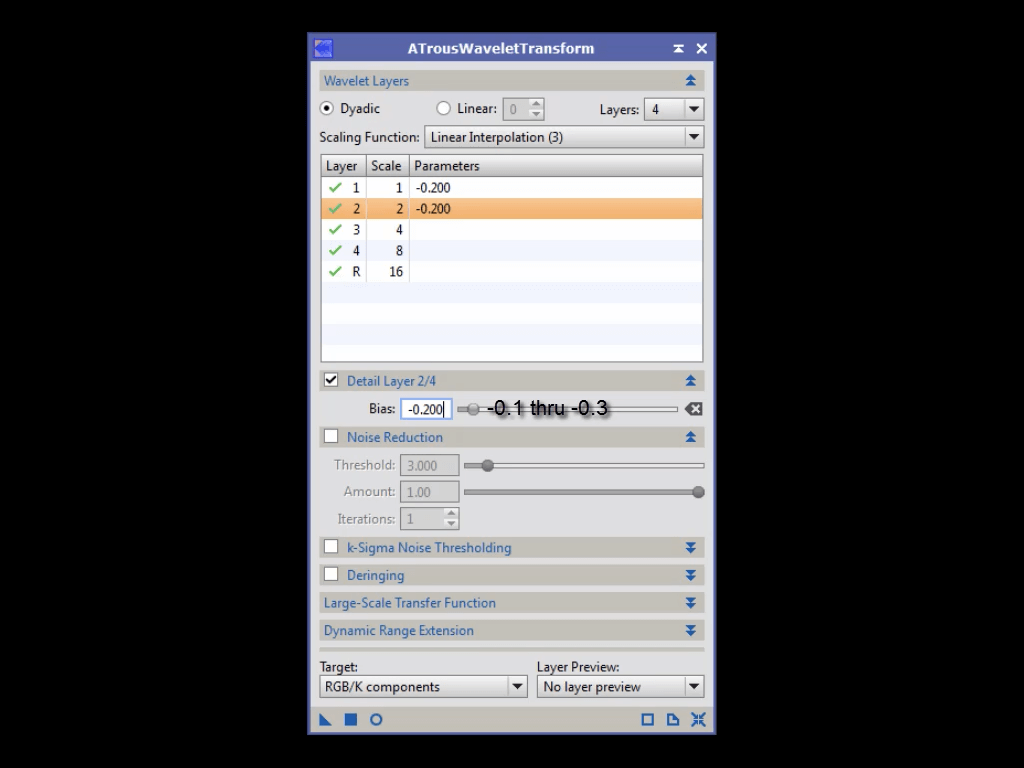 ATrousWaveletTransform
Wavelet Layers
Dyadic Linear: 0 Layers: 4
Scaling Function: Linear Interpolation (3)
Layer Scale Parameters
1 1 -0.200
2 2 -0.200
3 4
4 8
R 16
Detail Layer 2/4
Bias: -0.200 -0.1 thru -0.3
Noise Reduction
Threshold: 3.000
Amount: 1.00
Iterations: 1
k-Sigma Noise Thresholding
Deringing
Large-Scale Transfer Function
Dynamic Range Extension
Target: Layer Preview:
RGB/K components No layer preview